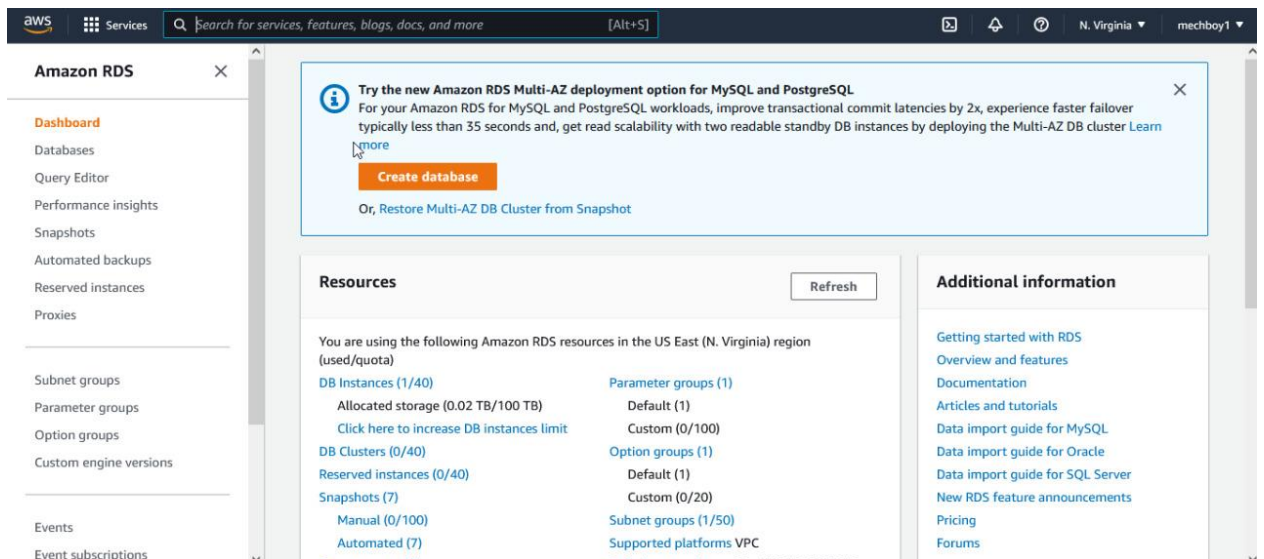 aws
Services
Search for services, features, blogs, docs, and more
[Alt+S]
N. Virginia
mechboy1
Amazon RDS
Dashboard
Databases
Query Editor
Performance insights
Snapshots
Automated backups
Reserved instances
Proxies
Subnet groups
Parameter groups
Option groups
Custom engine versions
Events
Event subscriptions
Try the new Amazon RDS Multi-AZ deployment option for MySQL and PostgreSQL
For your Amazon RDS for MySQL and PostgreSQL workloads, improve transactional commit latencies by 2x, experience faster failover
typically less than 35 seconds and, get read scalability with two readable standby DB instances by deploying the Multi-AZ DB cluster Learn
more
Create database
Or, Restore Multi-AZ DB Cluster from Snapshot
Resources
Refresh
You are using the following Amazon RDS resources in the US East (N. Virginia) region
(used/quota)
DB Instances (1/40)
Allocated storage (0.02 TB/100 TB)
Click here to increase DB instances limit
DB Clusters (0/40)
Reserved instances (0/40)
Snapshots (7)
Manual (0/100)
Automated (7)
Parameter groups (1)
Default (1)
Custom (0/100)
Option groups (1)
Default (1)
Custom (0/20)
Subnet groups (1/50)
Supported platforms VPC
Additional information
Getting started with RDS
Overview and features
Documentation
Articles and tutorials
Data import guide for MySQL
Data import guide for Oracle
Data import guide for SQL Server
New RDS feature announcements
Pricing
Forums